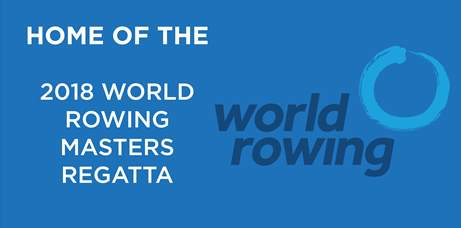 HOME OF THE
2018 WORLD
ROWING
MASTERS
REGATTA
world
rowing